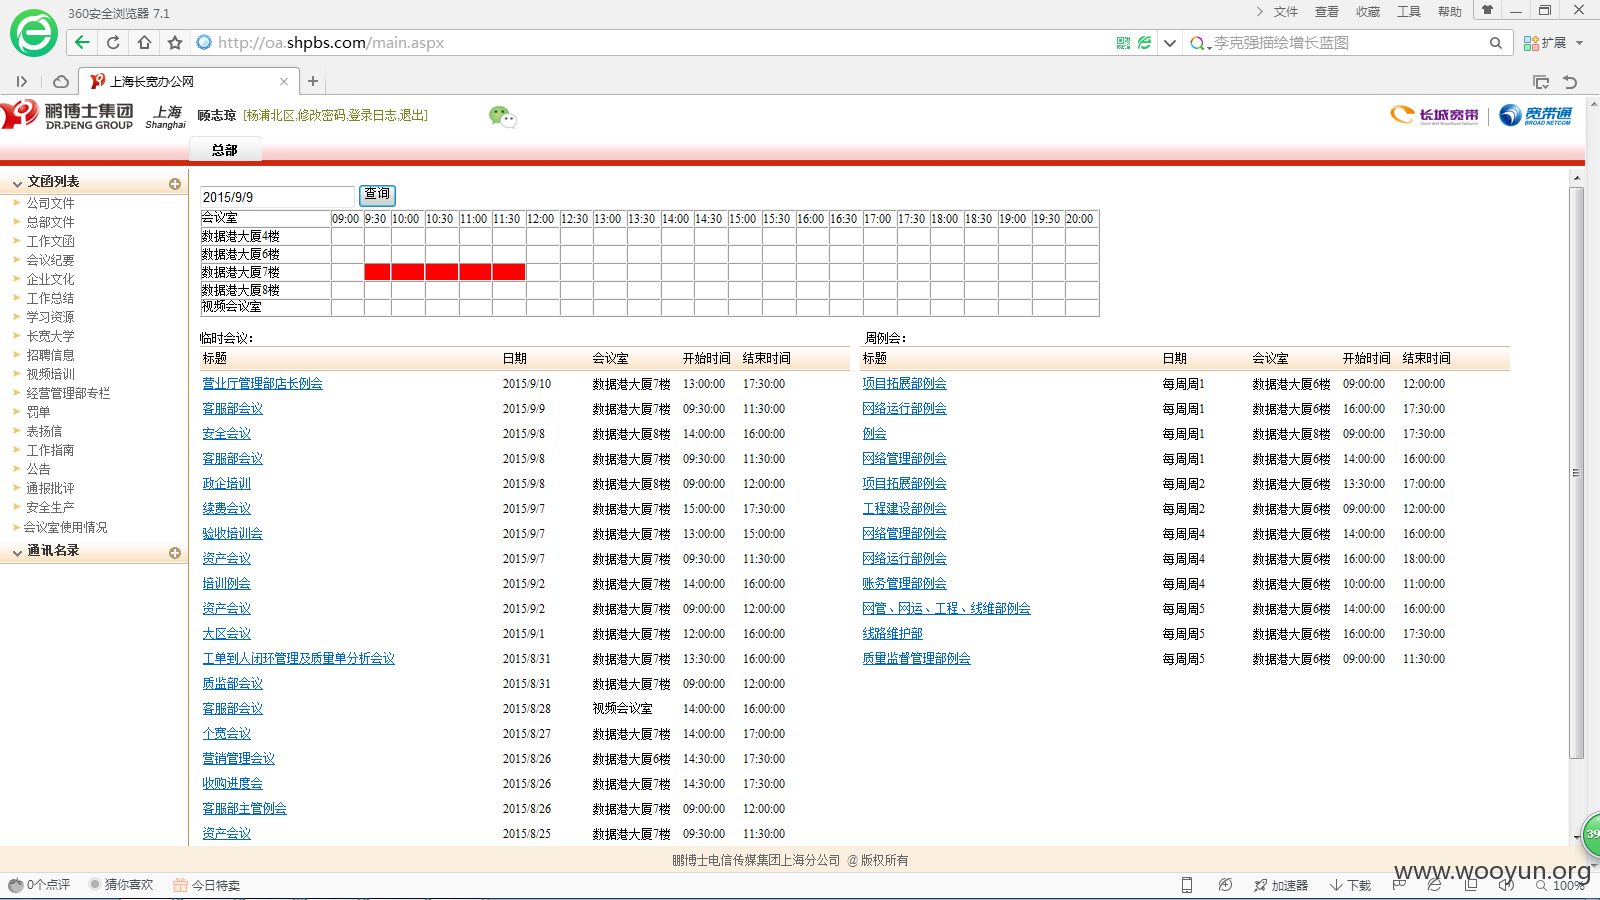 360安全浏览器 7.1
文件 查看 收藏 工具 帮助
http://oa.shpbs.com/main.aspx
李克强描绘增长蓝图
扩展
上海长宽办公网
鹏博士集团
DR.PENG GROUP
上海
Shanghai
顾志琼 [杨浦北区,修改密码,登录日志,退出]
长城宽带
宽带通
BROAD NETCOM
总部
文函列表
公司文件
总部文件
工作文函
会议纪要
企业文化
工作总结
学习资源
长宽大学
招聘信息
视频培训
经营管理部专栏
罚单
表扬信
工作指南
公告
通报批评
安全生产
会议室使用情况
通讯名录
2015/9/9 查询
会议室 09:00 9:30 10:00 10:30 11:00 11:30 12:00 12:30 13:00 13:30 14:00 14:30 15:00 15:30 16:00 16:30 17:00 17:30 18:00 18:30 19:00 19:30 20:00
数据港大厦4楼
数据港大厦6楼
数据港大厦7楼
数据港大厦8楼
视频会议室
临时会议:
标题 日期 会议室 开始时间 结束时间
营业厅管理部店长例会 2015/9/10 数据港大厦7楼 13:00:00 17:30:00
客服部会议 2015/9/9 数据港大厦7楼 09:30:00 11:30:00
安全会议 2015/9/8 数据港大厦8楼 14:00:00 16:00:00
客服部会议 2015/9/8 数据港大厦7楼 09:30:00 11:30:00
政企培训 2015/9/8 数据港大厦8楼 09:00:00 12:00:00
续费会议 2015/9/7 数据港大厦7楼 15:00:00 17:30:00
验收培训会 2015/9/7 数据港大厦7楼 13:00:00 15:00:00
资产会议 2015/9/7 数据港大厦7楼 09:30:00 11:30:00
培训例会 2015/9/2 数据港大厦7楼 14:00:00 16:00:00
资产会议 2015/9/2 数据港大厦7楼 09:00:00 12:00:00
大区会议 2015/9/1 数据港大厦7楼 12:00:00 16:00:00
工单到人闭环管理及质量单分析会议 2015/8/31 数据港大厦7楼 13:30:00 16:00:00
质监部会议 2015/8/31 数据港大厦7楼 09:00:00 12:00:00
客服部会议 2015/8/28 视频会议室 14:00:00 16:00:00
个宽会议 2015/8/27 数据港大厦7楼 14:00:00 17:00:00
营销管理会议 2015/8/26 数据港大厦6楼 14:30:00 17:30:00
收购进度会 2015/8/26 数据港大厦7楼 14:30:00 17:30:00
客服部主管例会 2015/8/26 数据港大厦7楼 09:00:00 12:00:00
资产会议 2015/8/25 数据港大厦7楼 09:30:00 11:30:00
周例会:
标题 日期 会议室 开始时间 结束时间
项目拓展部例会 每周周1 数据港大厦6楼 09:00:00 12:00:00
网络运行部例会 每周周1 数据港大厦6楼 16:00:00 17:30:00
例会 每周周1 数据港大厦8楼 09:00:00 17:30:00
网络管理部例会 每周周1 数据港大厦6楼 14:00:00 16:00:00
项目拓展部例会 每周周2 数据港大厦6楼 13:30:00 17:00:00
工程建设部例会 每周周2 数据港大厦6楼 09:00:00 12:00:00
网络管理部例会 每周周4 数据港大厦6楼 14:00:00 16:00:00
网络运行部例会 每周周4 数据港大厦6楼 16:00:00 18:00:00
账务管理部例会 每周周4 数据港大厦6楼 10:00:00 11:00:00
网管、网运、工程、线维部例会 每周周5 数据港大厦6楼 14:00:00 16:00:00
线路维护部 每周周5 数据港大厦6楼 16:00:00 17:30:00
质量监督管理部例会 每周周5 数据港大厦6楼 09:00:00 11:30:00
鹏博士电信传媒集团上海分公司 @ 版权所有
39
www.wooyun.org
0个点评 猜你喜欢 今日特卖
加速器 下载 100%